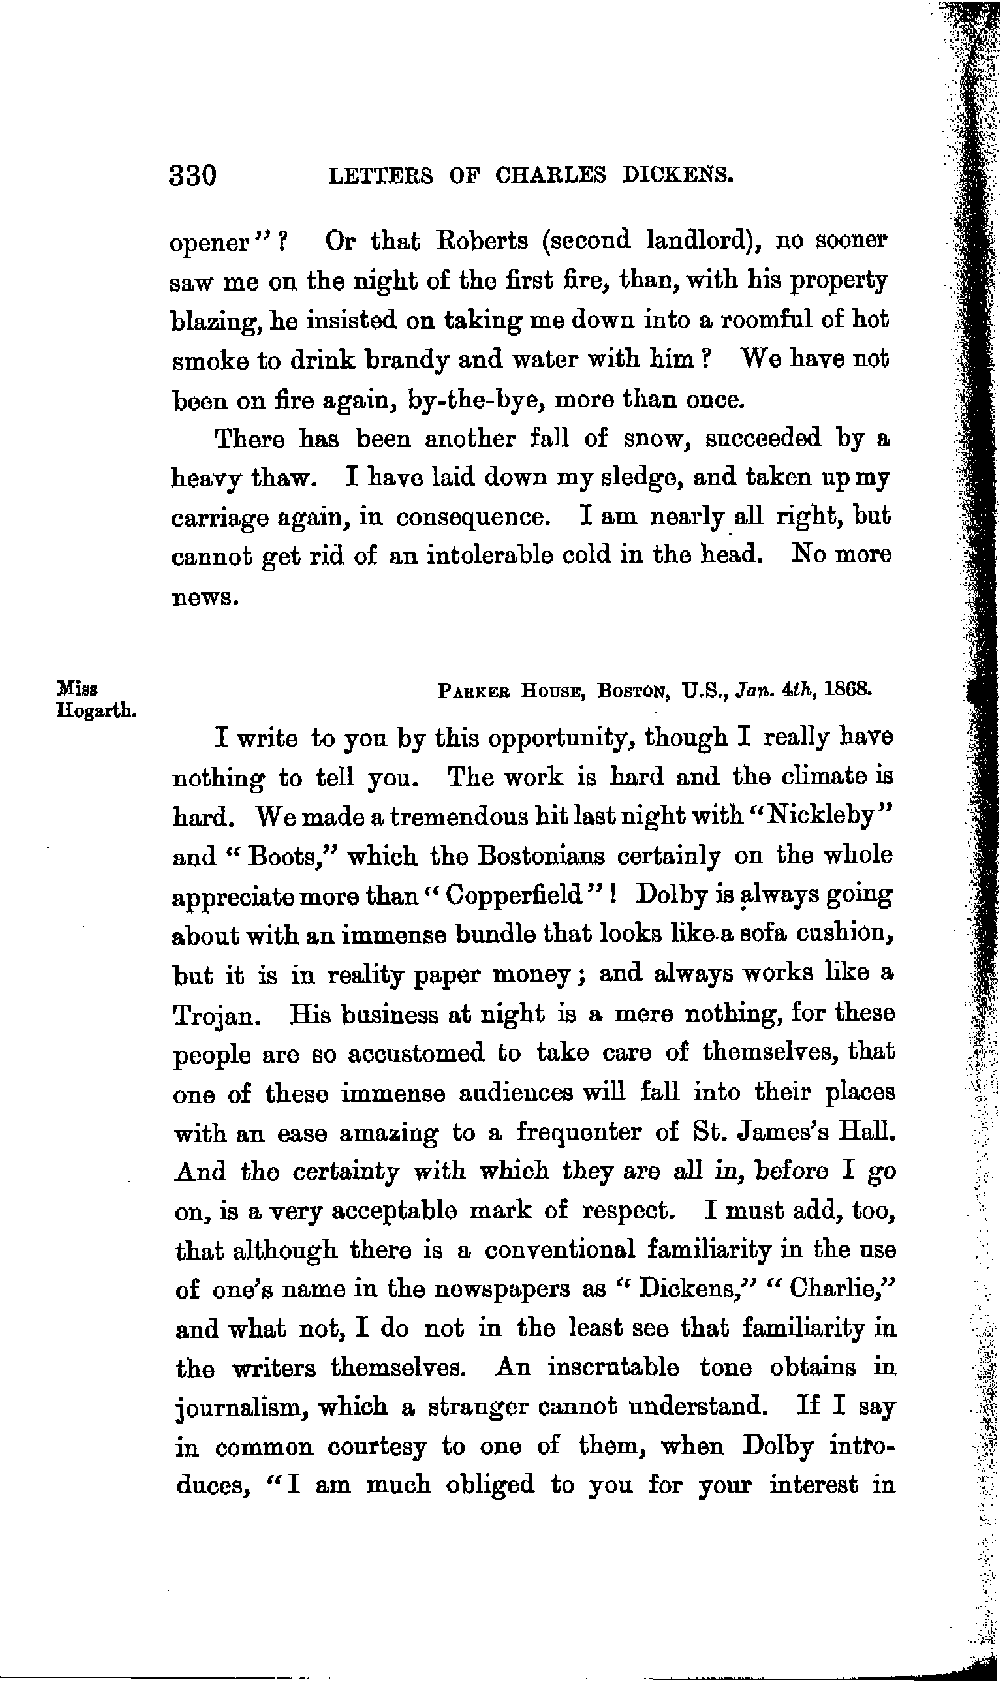 330 LETTERS OF CHARLES DICKENS.
opener"? Or that Roberts (second landlord), no sooner
saw me on the night of the first fire, than, with his property
blazing, he insisted on taking me down into a roomful of hot
smoke to drink brandy and water with him? We have not
been on fire again, by-the-bye, more than once.
There has been another fall of snow, succeeded by a
heavy thaw. I have laid down my sledge, and taken up my
carriage again, in consequence. I am nearly all right, but
cannot get rid of an intolerable cold in the head. No more
news.
Miss
Hogarth.
PARKER HOUSE, BOSTON, U.S., Jan. 4th, 1868.
I write to you by this opportunity, though I really have
nothing to tell you. The work is hard and the climate is
hard. We made a tremendous hit last night with "Nickleby"
and "Boots," which the Bostonians certainly on the whole
appreciate more than "Copperfield"! Dolby is always going
about with an immense bundle that looks like a sofa cushion,
but it is in reality paper money; and always works like a
Trojan. His business at night is a mere nothing, for these
people are so accustomed to take care of themselves, that
one of these immense audiences will fall into their places
with an ease amazing to a frequenter of St. James's Hall.
And the certainty with which they are all in, before I go
on, is a very acceptable mark of respect. I must add, too,
that although there is a conventional familiarity in the use
of one's name in the newspapers as "Dickens," "Charlie,"
and what not, I do not in the least see that familiarity in
the writers themselves. An inscrutable tone obtains in
journalism, which a stranger cannot understand. If I say
in common courtesy to one of them, when Dolby intro-
duces, "I am much obliged to you for your interest in